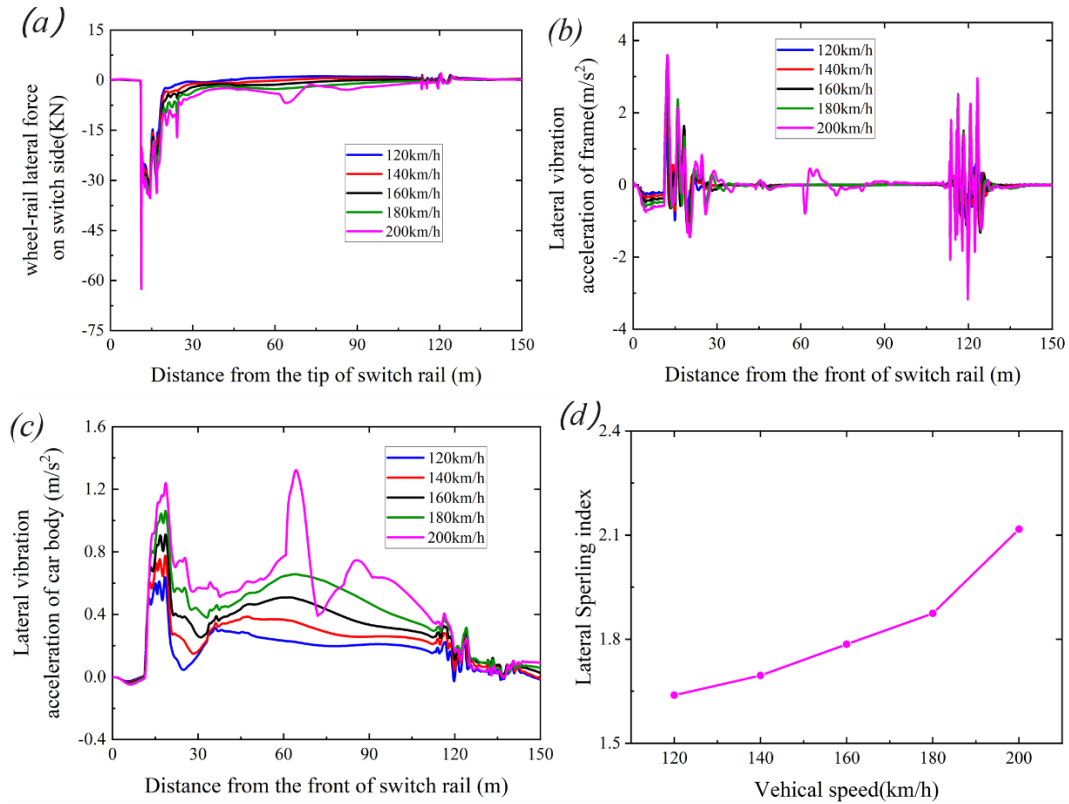 (a)
15
0
-15
-30
-45
-60
-75
0 30 60 90 120 150
wheel-rail lateral force
on switch side(KN)
Distance from the tip of switch rail (m)
120km/h
140km/h
160km/h
180km/h
200km/h
(b)
4
2
0
-2
-4
0 30 60 90 120 150
Lateral vibration
acceleration of frame(m/s²)
Distance from the front of switch rail (m)
120km/h
140km/h
160km/h
180km/h
200km/h
(c)
1.6
1.2
0.8
0.4
0.0
-0.4
0 30 60 90 120 150
Lateral vibration
acceleration of car body (m/s²)
Distance from the front of switch rail (m)
120km/h
140km/h
160km/h
180km/h
200km/h
(d)
2.4
2.1
1.8
1.5
120 140 160 180 200
Lateral Sperling index
Vehical speed(km/h)